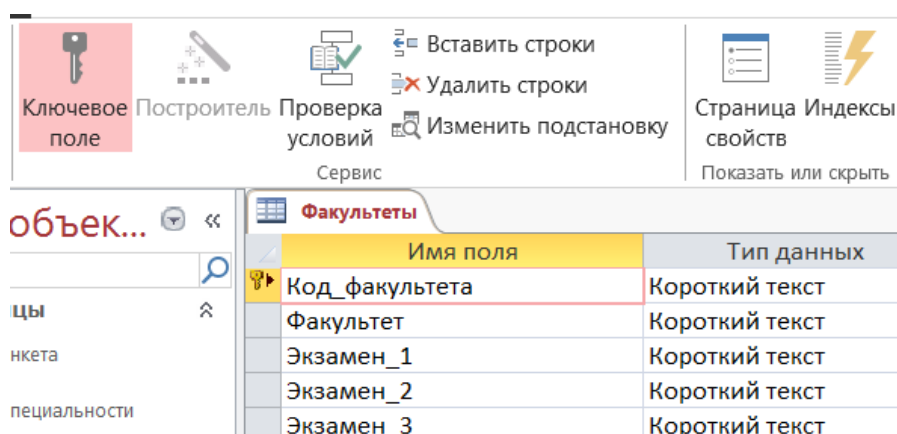 Ключевое поле
Построитель
Проверка условий
Вставить строки
Удалить строки
Изменить подстановку
Страница свойств
Индексы
Сервис
Показать или скрыть
объек...
Факультеты
Имя поля Тип данных
Код_факультета Короткий текст
цы
Факультет Короткий текст
нкета
Экзамен_1 Короткий текст
Экзамен_2 Короткий текст
пециальности
Экзамен_3 Короткий текст